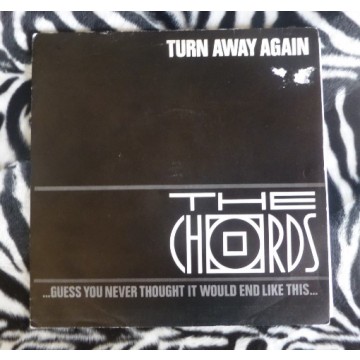 TURN AWAY AGAIN
THE
CHORDS
...GUESS YOU NEVER THOUGHT IT WOULD END LIKE THIS...